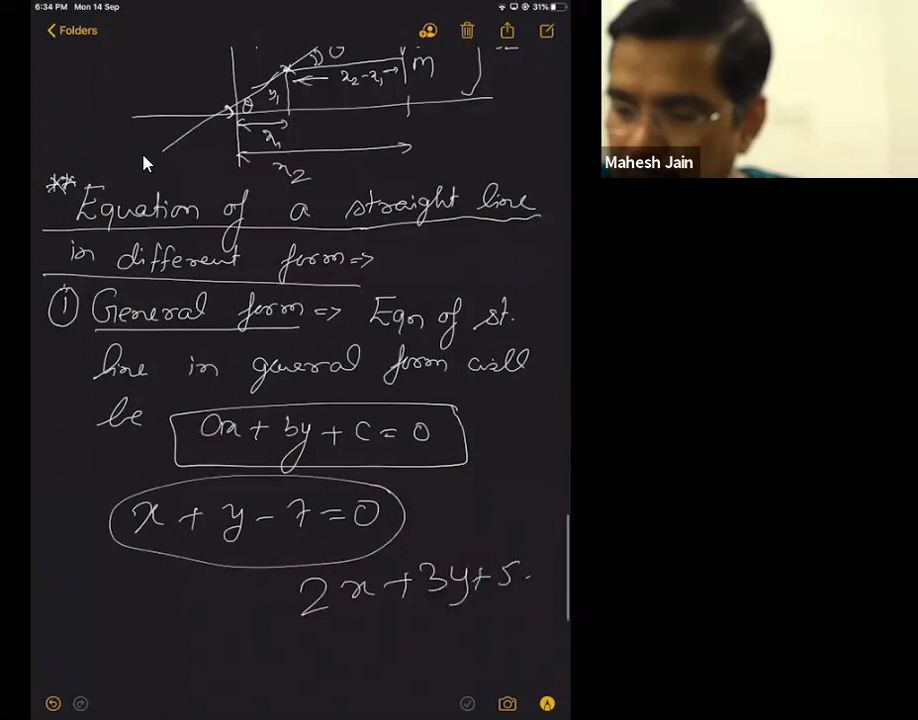 6:34 PM Mon 14 Sep
31%
Folders
θ
θ
y₁
x₂-x₁
m
x₁
x₂
** Equation of a straight line
in different form ⇒
① General form ⇒ Eqn of st.
line in general form will
be ax + by + c = 0
x + y - 7 = 0
2x + 3y + 5
Mahesh Jain